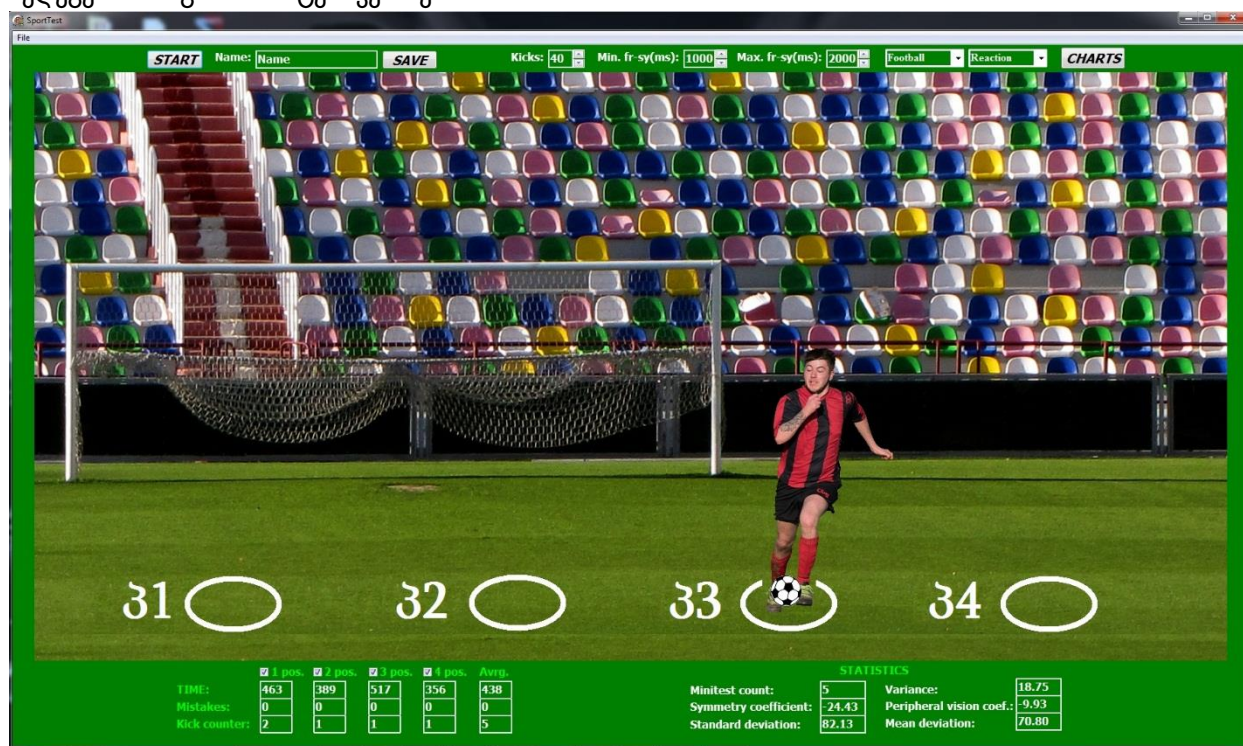 SportTest
File
START Name: Name SAVE Kicks: 40 Min. fr-sy(ms): 1000 Max. fr-sy(ms): 2000 Football Reaction CHARTS
პ1 პ2 პ3 პ4
1 pos. 2 pos. 3 pos. 4 pos. Avrg.
TIME: 463 389 517 356 438
Mistakes: 0 0 0 0 0
Kick counter: 2 1 1 1 5
STATISTICS
Minitest count: 5 Variance: 18.75
Symmetry coefficient: -24.43 Peripheral vision coef.: -9.93
Standard deviation: 82.13 Mean deviation: 70.80